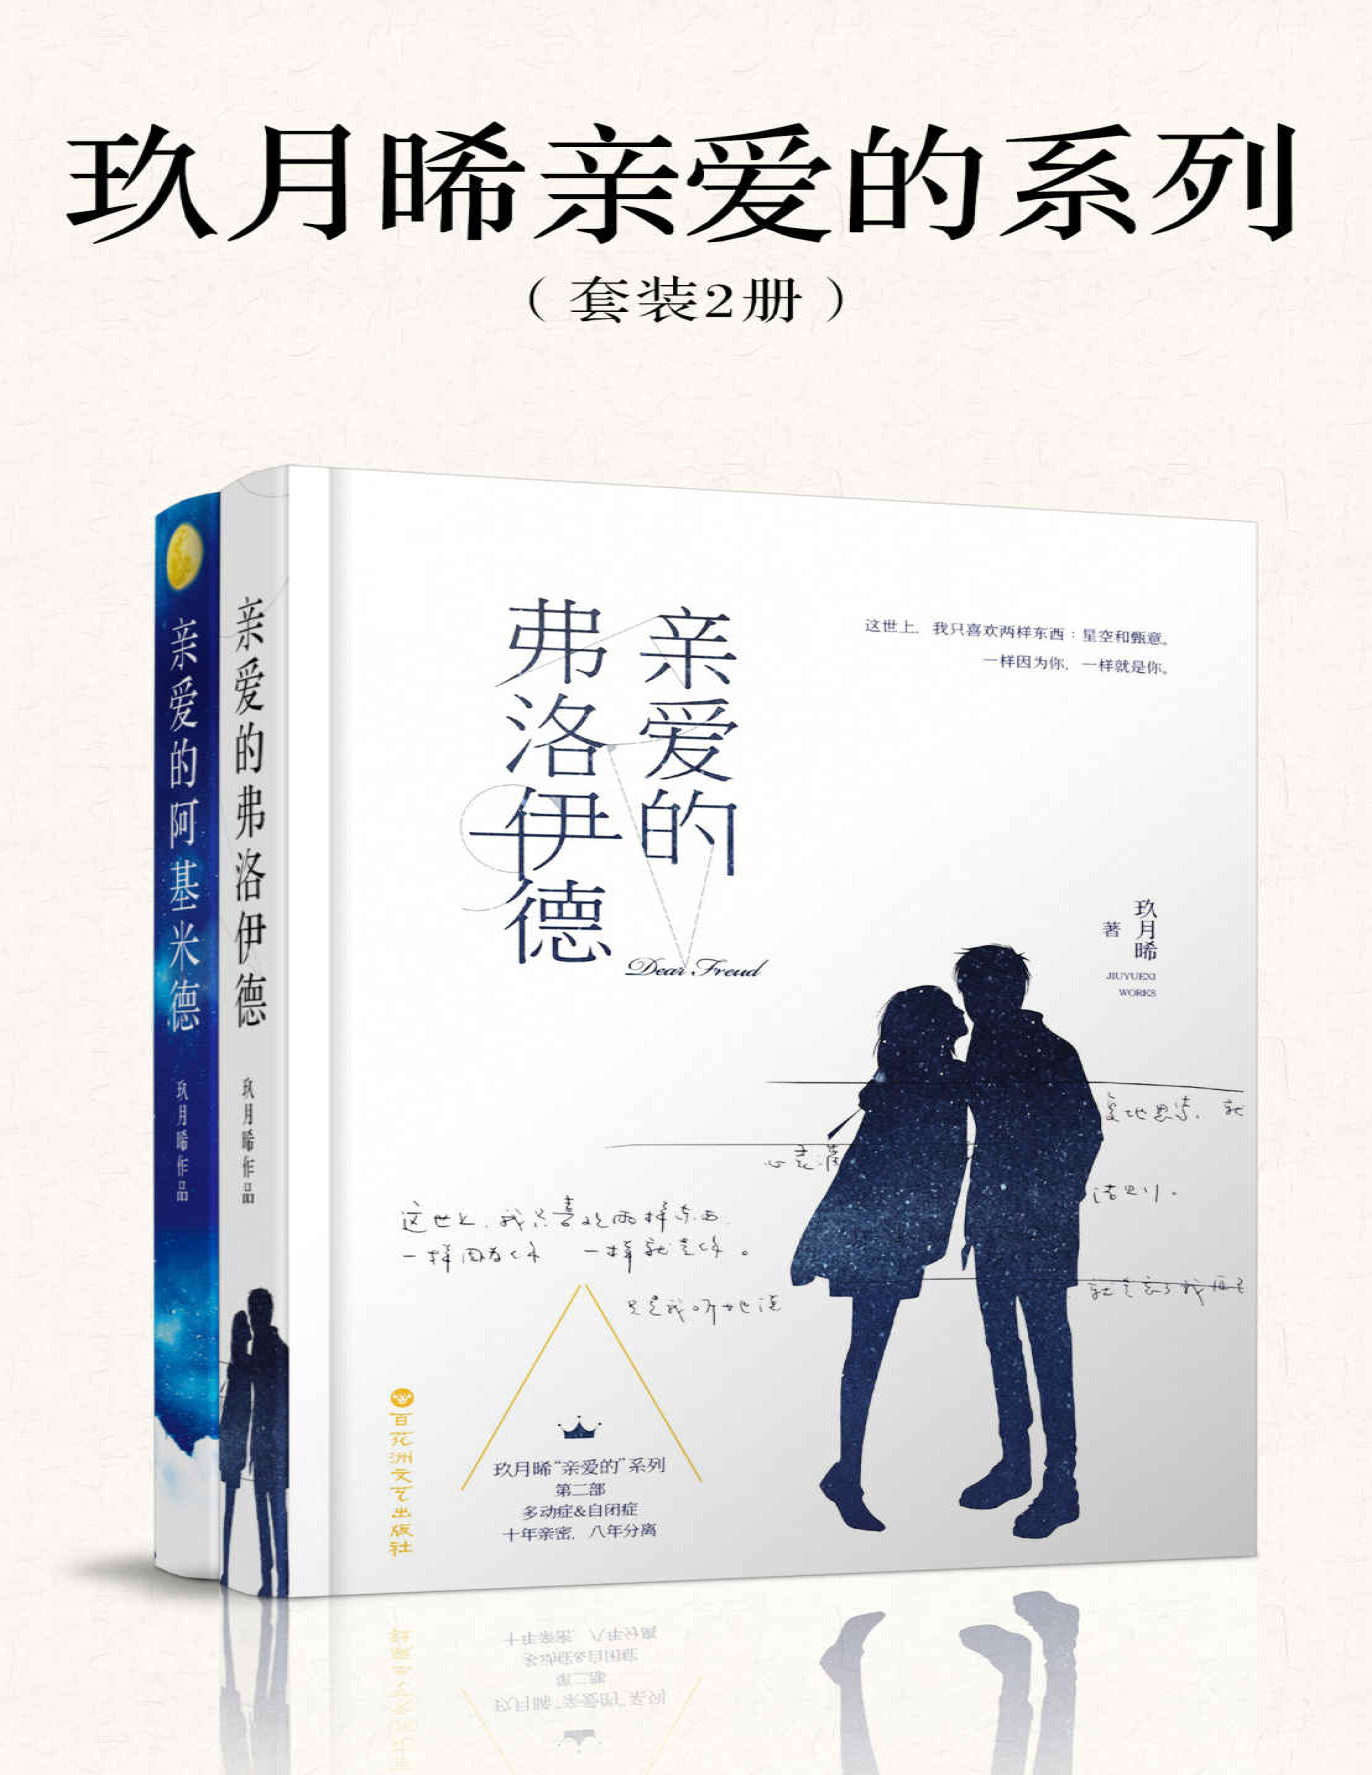 玖月晞亲爱的系列
（套装2册）
亲爱的阿基米德
玖月晞作品
亲爱的弗洛伊德
玖月晞作品
亲爱的
弗洛伊德
Dear Freud
这世上，我只喜欢两样东西：星空和甄意。
一样因为你，一样就是你。
玖月晞
著
JIUYUEXI
WORKS
这世上，我只喜欢两样东西
一样因为你 一样就是你。
玖月晞“亲爱的”系列
第二部
多动症&自闭症
十年亲密，八年分离
百花洲文艺出版社